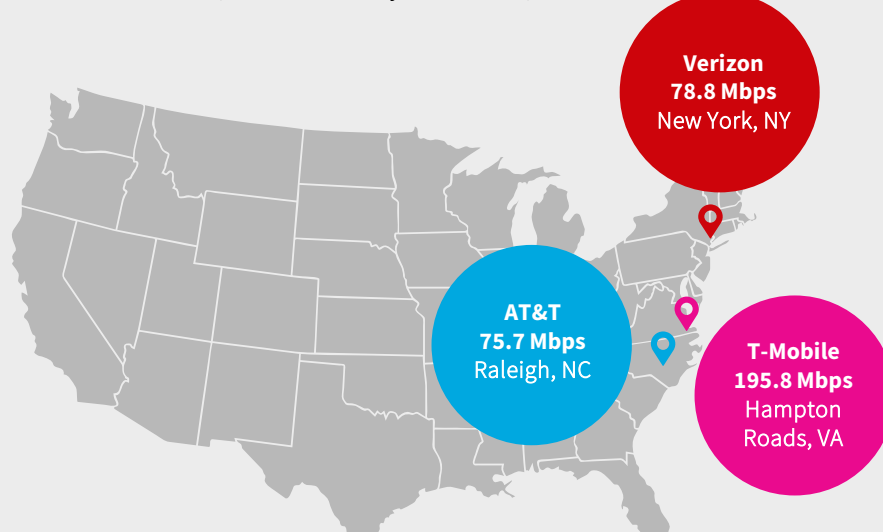 Verizon
78.8 Mbps
New York, NY
AT&T
75.7 Mbps
Raleigh, NC
T-Mobile
195.8 Mbps
Hampton
Roads, VA